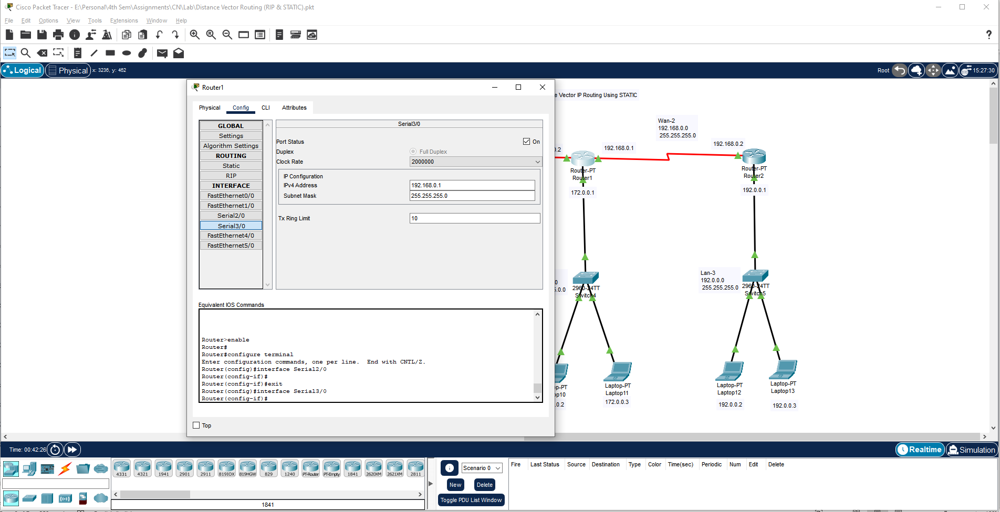 Cisco Packet Tracer - E:\Personal\4th Sem\Assignments\CN\Lab\Distance Vector Routing (RIP & STATIC).pkt
File Edit Options View Tools Extensions Window Help
Logical Physical x: 3236, y: 462 Root 15:27:30
Router1
Physical Config CLI Attributes
GLOBAL
Settings
Algorithm Settings
ROUTING
Static
RIP
INTERFACE
FastEthernet0/0
FastEthernet1/0
Serial2/0
Serial3/0
FastEthernet4/0
FastEthernet5/0
Serial3/0
Port Status On
Duplex Full Duplex
Clock Rate 2000000
IP Configuration
IPv4 Address 192.168.0.1
Subnet Mask 255.255.255.0
Tx Ring Limit 10
Equivalent IOS Commands
Router>enable
Router#
Router#configure terminal
Enter configuration commands, one per line.  End with CNTL/Z.
Router(config)#interface Serial2/0
Router(config-if)#
Router(config-if)#exit
Router(config)#interface Serial3/0
Router(config-if)#
Top
e Vector IP Routing Using STATIC
Wan-2
192.168.0.0
255.255.255.0
0.2
192.168.0.1
192.168.0.2
Router-PT
Router1
172.0.0.1
Router-PT
Router2
192.0.0.1
0
5.0.0
2960-24TT
Switch4
Lan-3
192.0.0.0
255.255.255.0
2960-24TT
Switch5
op-PT
op10
.0.2
Laptop-PT
Laptop11
172.0.0.3
Laptop-PT
Laptop12
192.0.0.2
Laptop-PT
Laptop13
192.0.0.3
Time: 00:42:26 Realtime Simulation
4331 4321 1941 2901 2911 819IOX 819HGW 829 1240 PT-Router PT-Empty 1841 2620XM 2621XM 2811
1841
Scenario 0
New Delete
Toggle PDU List Window
Fire Last Status Source Destination Type Color Time(sec) Periodic Num Edit Delete